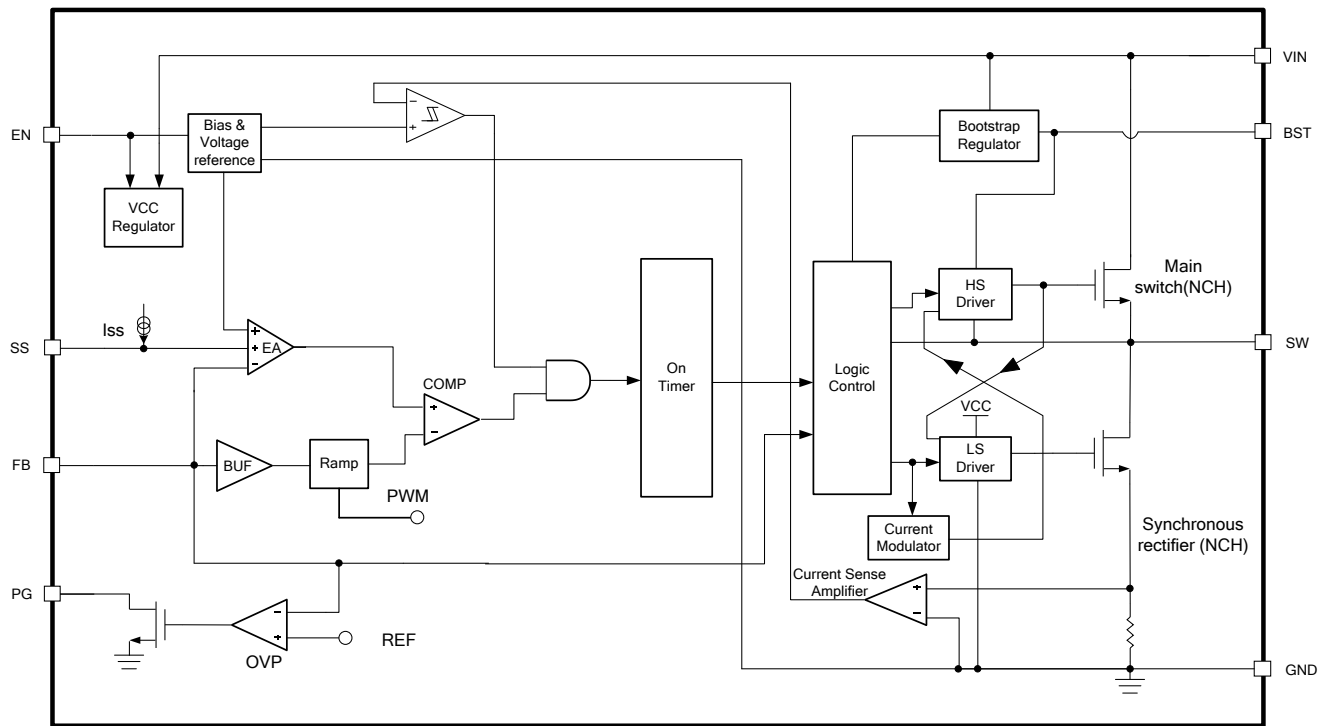 VIN
EN
Bias &
Voltage
reference
−
+
Bootstrap
Regulator
BST
VCC
Regulator
HS
Driver
Main
switch(NCH)
Iss
SS
+
+
−
EA
On
Timer
Logic
Control
SW
COMP
+
−
VCC
LS
Driver
FB
BUF
Ramp
PWM
Current
Modulator
Synchronous
rectifier (NCH)
Current Sense
Amplifier
+
−
PG
−
+
OVP
REF
GND